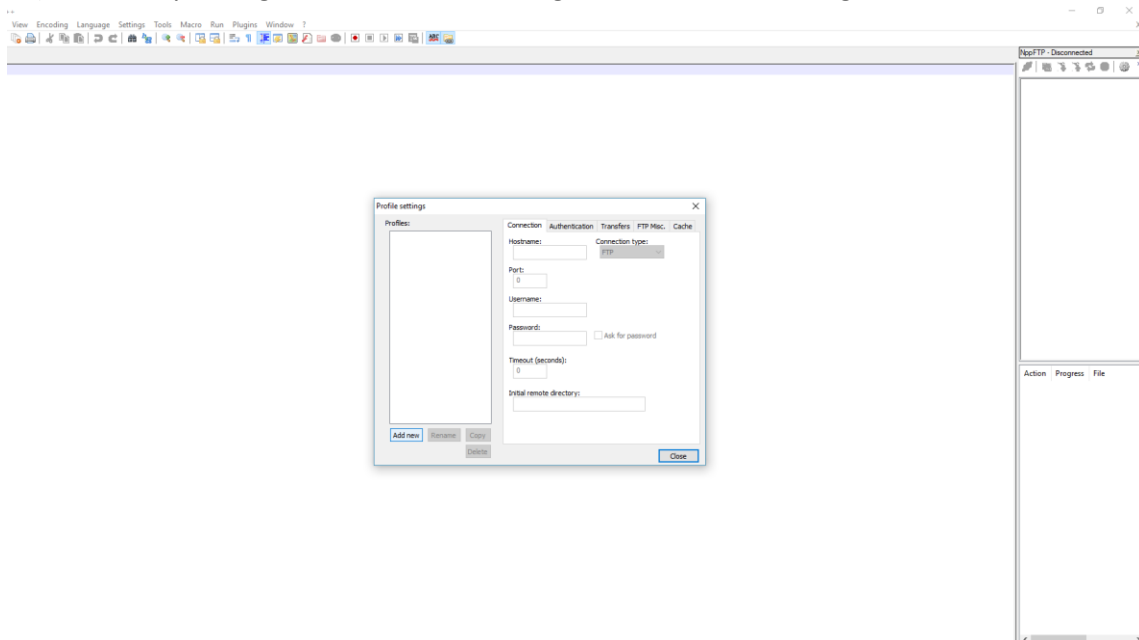 View Encoding Language Settings Tools Macro Run Plugins Window ?
NppFTP - Disconnected
Profile settings
Profiles:
Connection Authentication Transfers FTP Misc. Cache
Hostname: Connection type:
FTP
Port:
0
Username:
Password:
Ask for password
Timeout (seconds):
0
Initial remote directory:
Add new Rename Copy
Delete
Close
Action Progress File